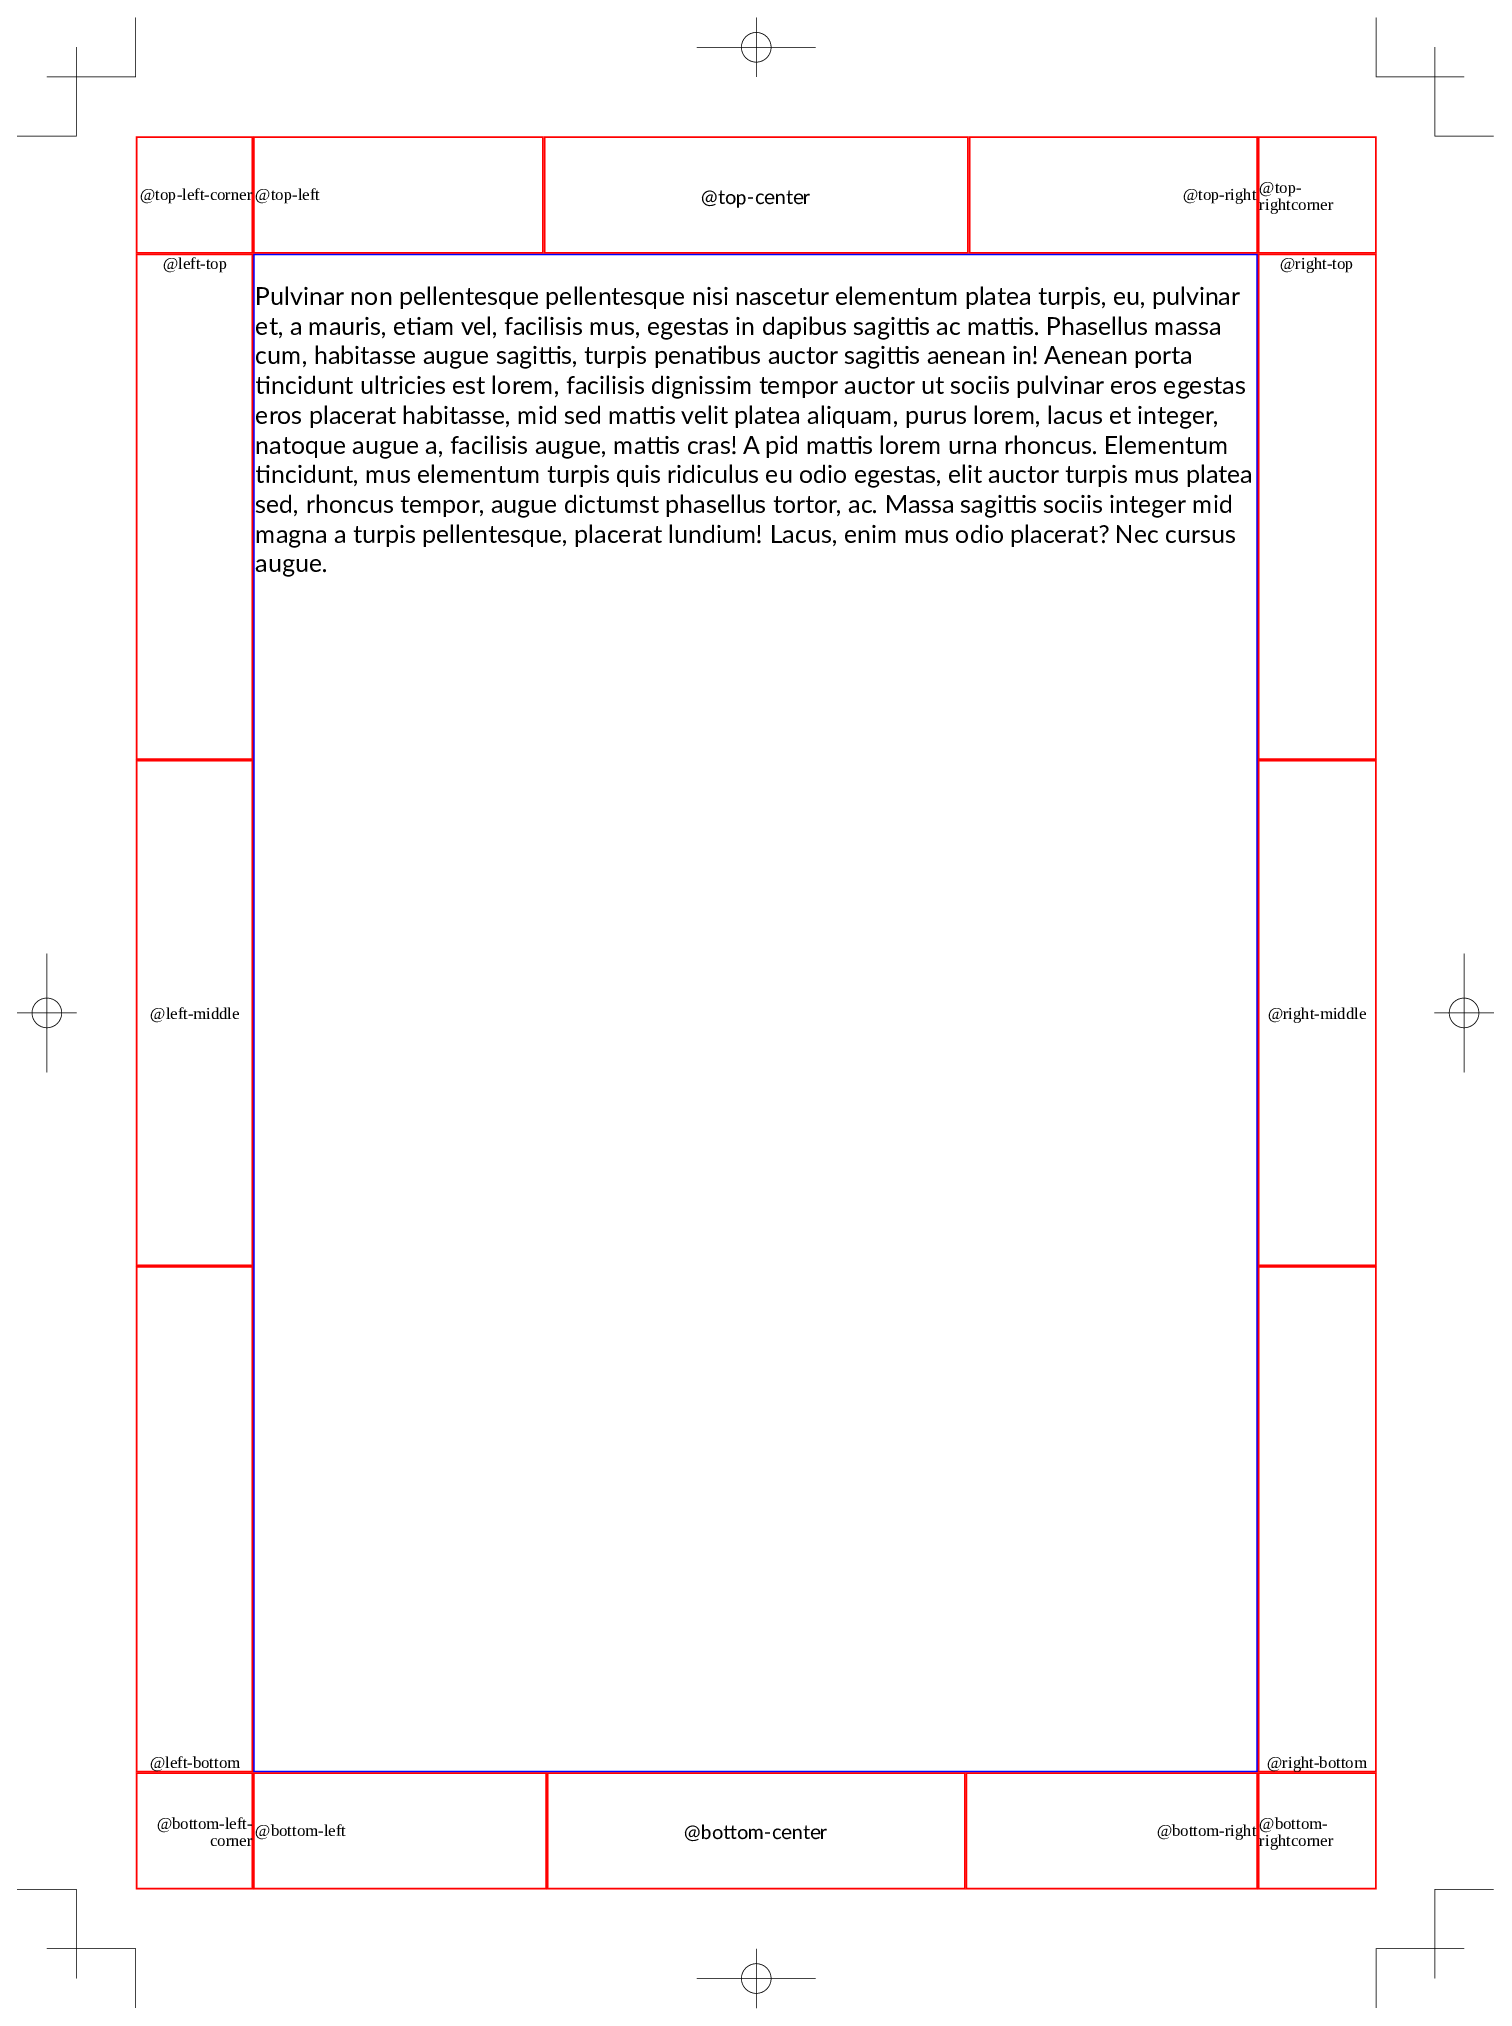 @top-left-corner
@top-left
@top-center
@top-right
@top-
rightcorner
@left-top
@right-top
Pulvinar non pellentesque pellentesque nisi nascetur elementum platea turpis, eu, pulvinar
et, a mauris, etiam vel, facilisis mus, egestas in dapibus sagittis ac mattis. Phasellus massa
cum, habitasse augue sagittis, turpis penatibus auctor sagittis aenean in! Aenean porta
tincidunt ultricies est lorem, facilisis dignissim tempor auctor ut sociis pulvinar eros egestas
eros placerat habitasse, mid sed mattis velit platea aliquam, purus lorem, lacus et integer,
natoque augue a, facilisis augue, mattis cras! A pid mattis lorem urna rhoncus. Elementum
tincidunt, mus elementum turpis quis ridiculus eu odio egestas, elit auctor turpis mus platea
sed, rhoncus tempor, augue dictumst phasellus tortor, ac. Massa sagittis sociis integer mid
magna a turpis pellentesque, placerat lundium! Lacus, enim mus odio placerat? Nec cursus
augue.
@left-middle
@right-middle
@left-bottom
@right-bottom
@bottom-left-
corner
@bottom-left
@bottom-center
@bottom-right
@bottom-
rightcorner